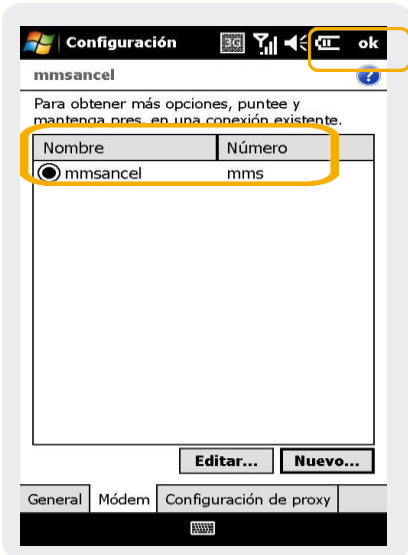 Configuración 3G ok
mmsancel ?
Para obtener más opciones, puntee y
mantenga pres. en una conexión existente.
Nombre Número
mmsancel mms
Editar... Nuevo...
General Módem Configuración de proxy